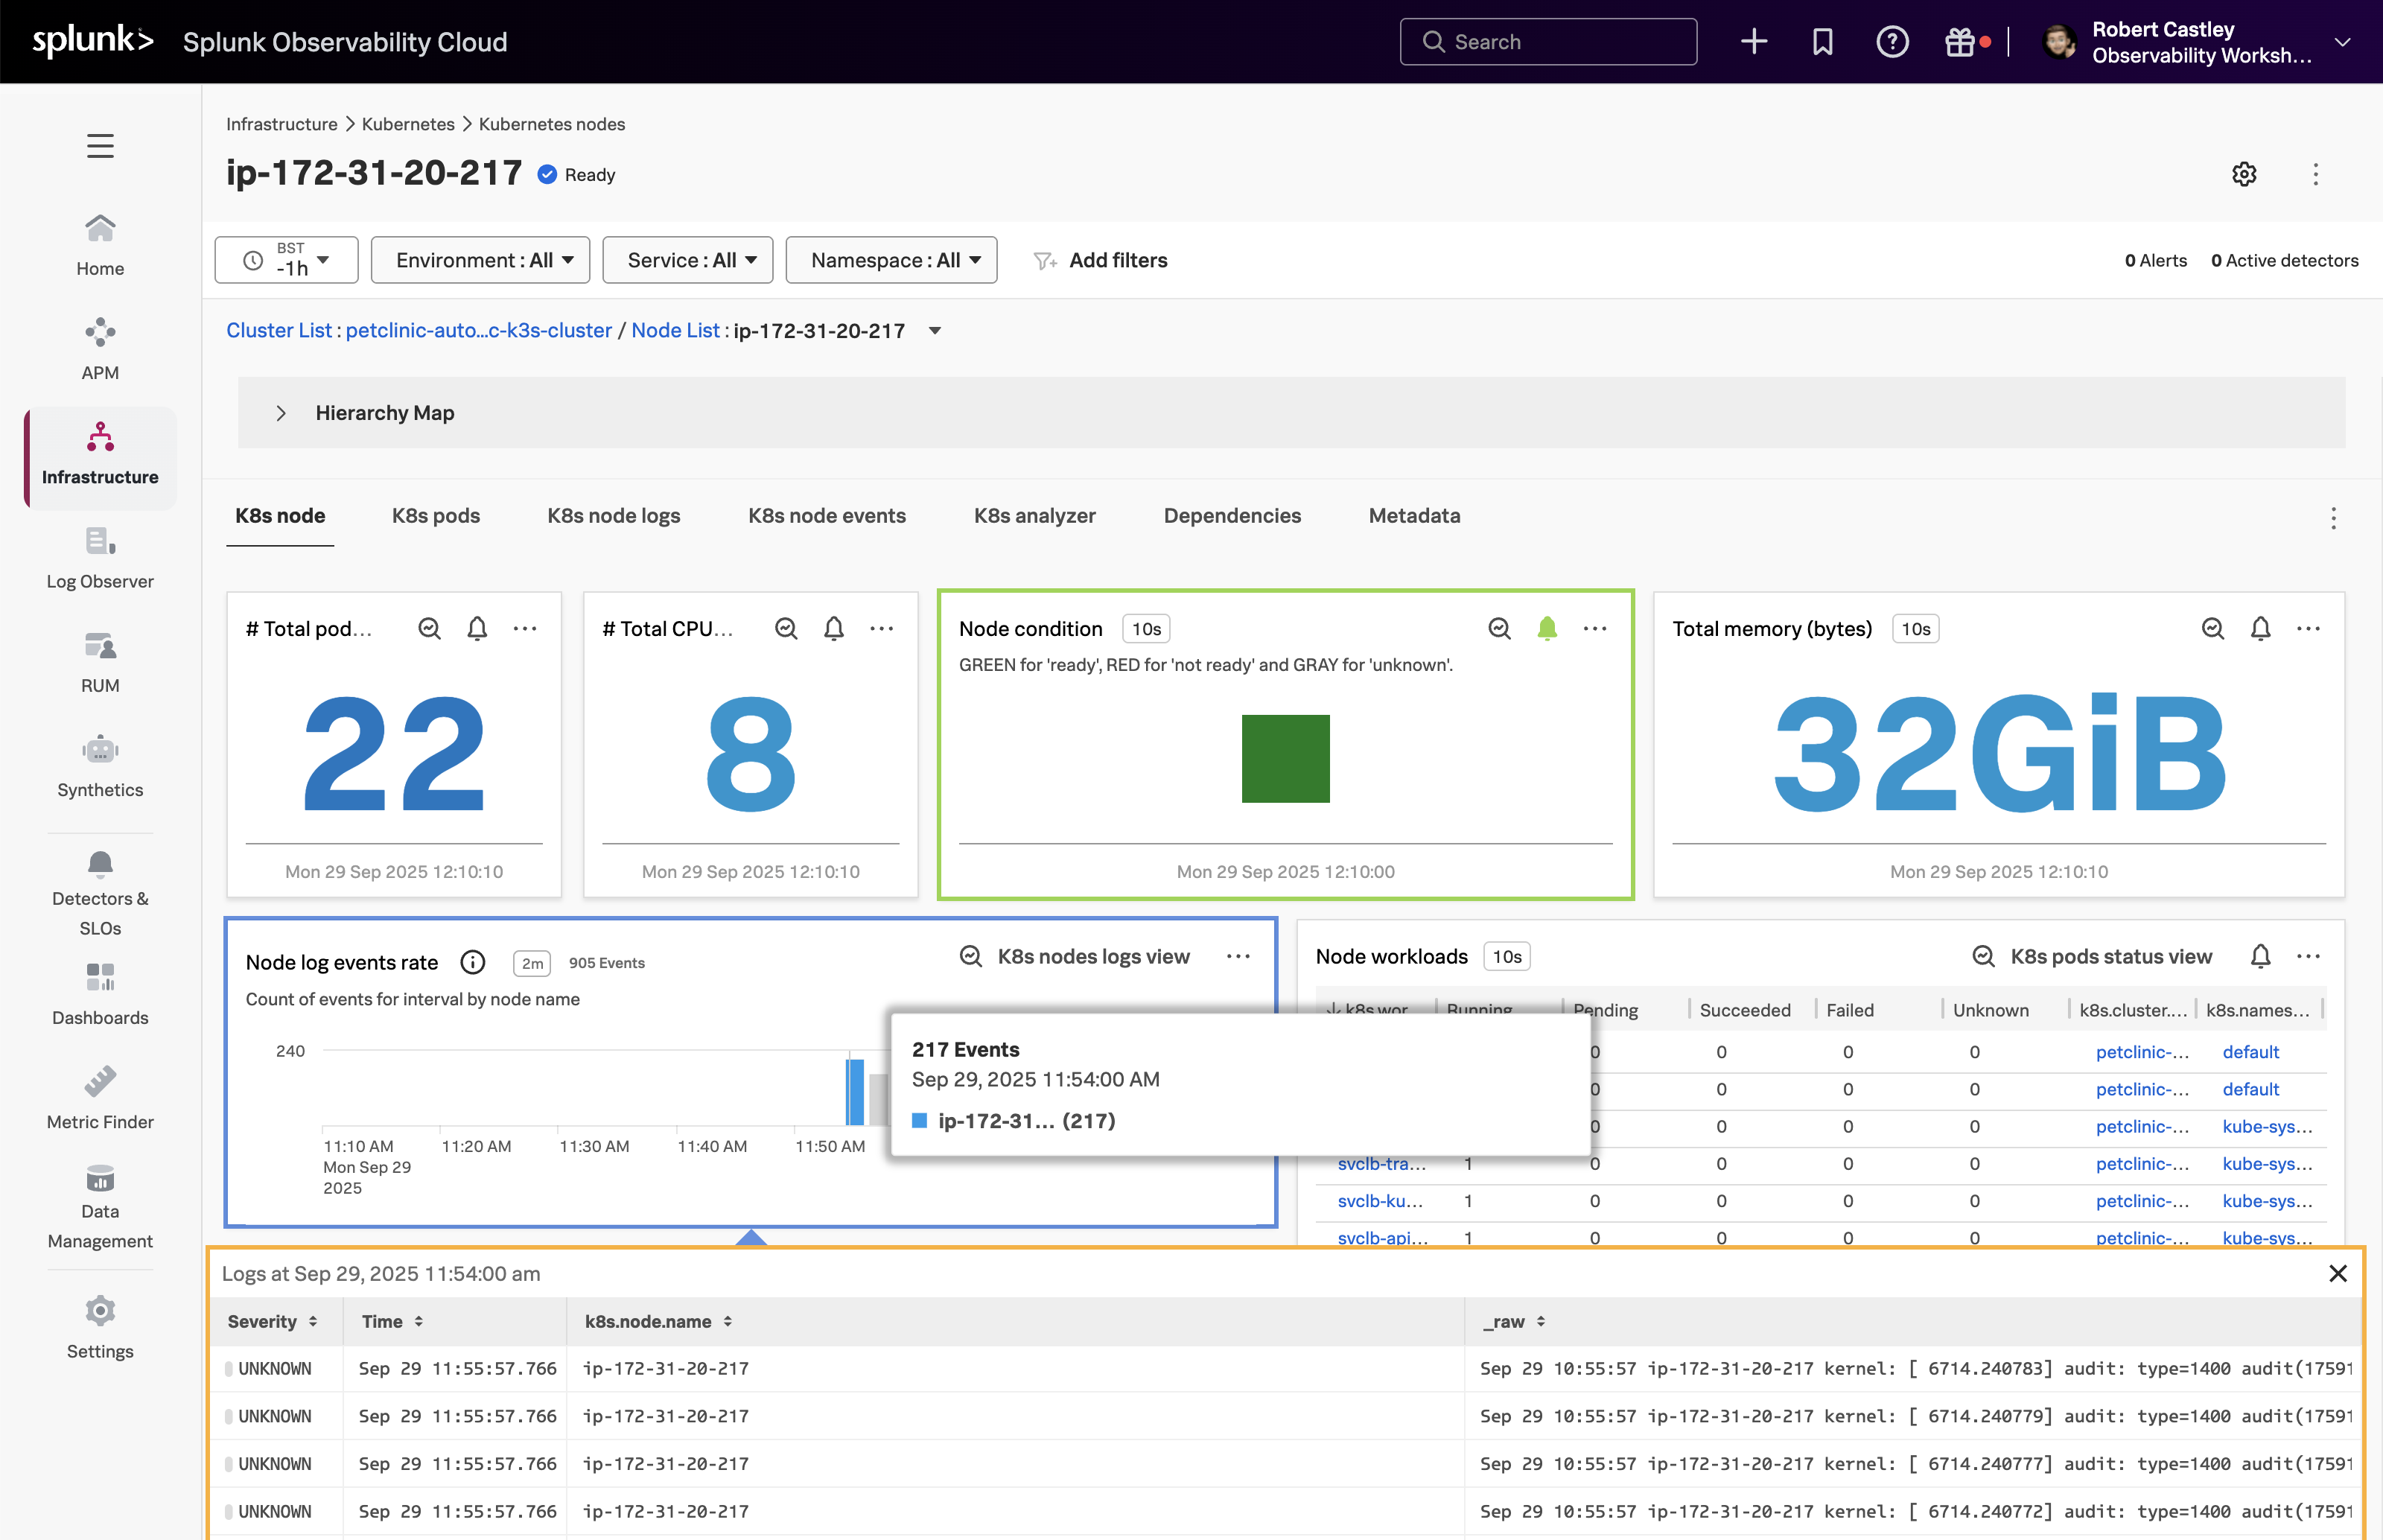 splunk> Splunk Observability Cloud
Search
Robert Castley
Observability Worksh...
Infrastructure > Kubernetes > Kubernetes nodes
ip-172-31-20-217 Ready
BST
-1h
Environment : All
Service : All
Namespace : All
Add filters
0 Alerts 0 Active detectors
Cluster List : petclinic-auto...c-k3s-cluster / Node List : ip-172-31-20-217
Hierarchy Map
Home
APM
Infrastructure
Log Observer
RUM
Synthetics
Detectors &
SLOs
Dashboards
Metric Finder
Data
Management
Settings
K8s node K8s pods K8s node logs K8s node events K8s analyzer Dependencies Metadata
# Total pod...
22
Mon 29 Sep 2025 12:10:10
# Total CPU...
8
Mon 29 Sep 2025 12:10:10
Node condition 10s
GREEN for 'ready', RED for 'not ready' and GRAY for 'unknown'.
Mon 29 Sep 2025 12:10:00
Total memory (bytes) 10s
32GiB
Mon 29 Sep 2025 12:10:10
Node log events rate 2m 905 Events K8s nodes logs view
Count of events for interval by node name
240
11:10 AM 11:20 AM 11:30 AM 11:40 AM 11:50 AM
Mon Sep 29
2025
217 Events
Sep 29, 2025 11:54:00 AM
ip-172-31... (217)
Node workloads 10s K8s pods status view
k8s.wor... Running Pending Succeeded Failed Unknown k8s.cluster.... k8s.names...
0 0 0 0 petclinic-... default
0 0 0 0 petclinic-... default
0 0 0 0 petclinic-... kube-sys...
svclb-tra... 1 0 0 0 0 petclinic-... kube-sys...
svclb-ku... 1 0 0 0 0 petclinic-... kube-sys...
svclb-api... 1 0 0 0 0 petclinic-... kube-sys...
Logs at Sep 29, 2025 11:54:00 am
Severity Time k8s.node.name _raw
UNKNOWN Sep 29 11:55:57.766 ip-172-31-20-217 Sep 29 10:55:57 ip-172-31-20-217 kernel: [ 6714.240783] audit: type=1400 audit(17591
UNKNOWN Sep 29 11:55:57.766 ip-172-31-20-217 Sep 29 10:55:57 ip-172-31-20-217 kernel: [ 6714.240779] audit: type=1400 audit(17591
UNKNOWN Sep 29 11:55:57.766 ip-172-31-20-217 Sep 29 10:55:57 ip-172-31-20-217 kernel: [ 6714.240777] audit: type=1400 audit(17591
UNKNOWN Sep 29 11:55:57.766 ip-172-31-20-217 Sep 29 10:55:57 ip-172-31-20-217 kernel: [ 6714.240772] audit: type=1400 audit(17591